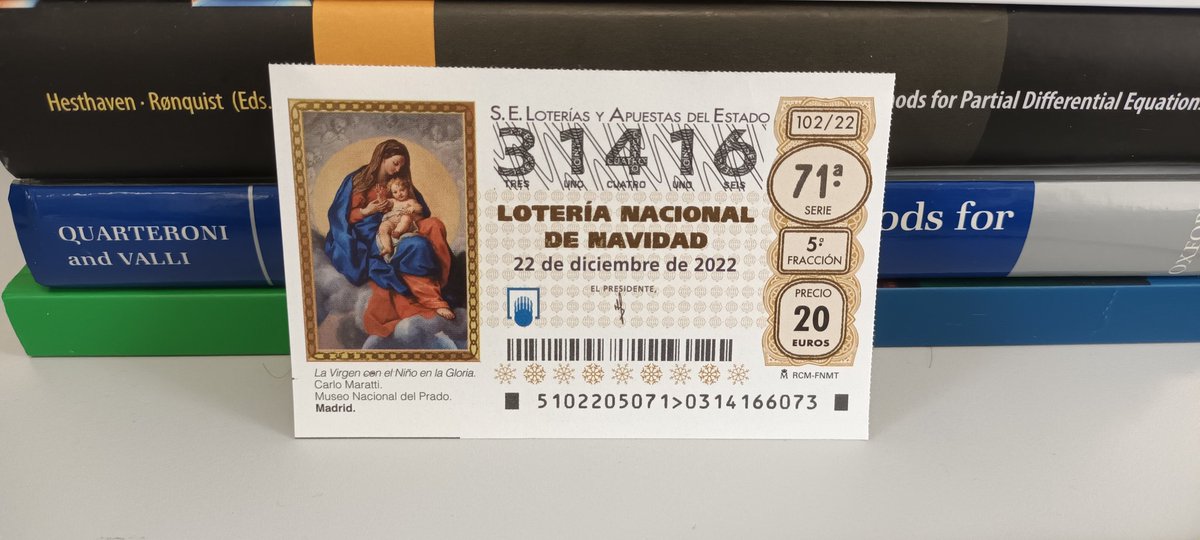 Hesthaven · Rønquist (Eds.
ods for Partial Differential Equation
QUARTERONI
and VALLI
ods for
OXFO
S.E. LOTERÍAS Y APUESTAS DEL ESTADO
31416
TRES UNO CUATRO UNO SEIS
LOTERÍA NACIONAL
DE NAVIDAD
22 de diciembre de 2022
EL PRESIDENTE,
102/22
71ª
SERIE
5ª
FRACCIÓN
PRECIO
20
EUROS
RCM-FNMT
5102205071>0314166073
La Virgen con el Niño en la Gloria.
Carlo Maratti.
Museo Nacional del Prado.
Madrid.